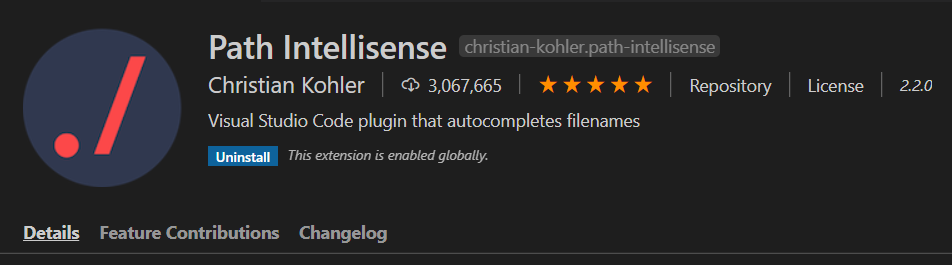 Path Intellisense christian-kohler.path-intellisense
Christian Kohler 3,067,665 Repository License 2.2.0
Visual Studio Code plugin that autocompletes filenames
Uninstall This extension is enabled globally.
Details Feature Contributions Changelog